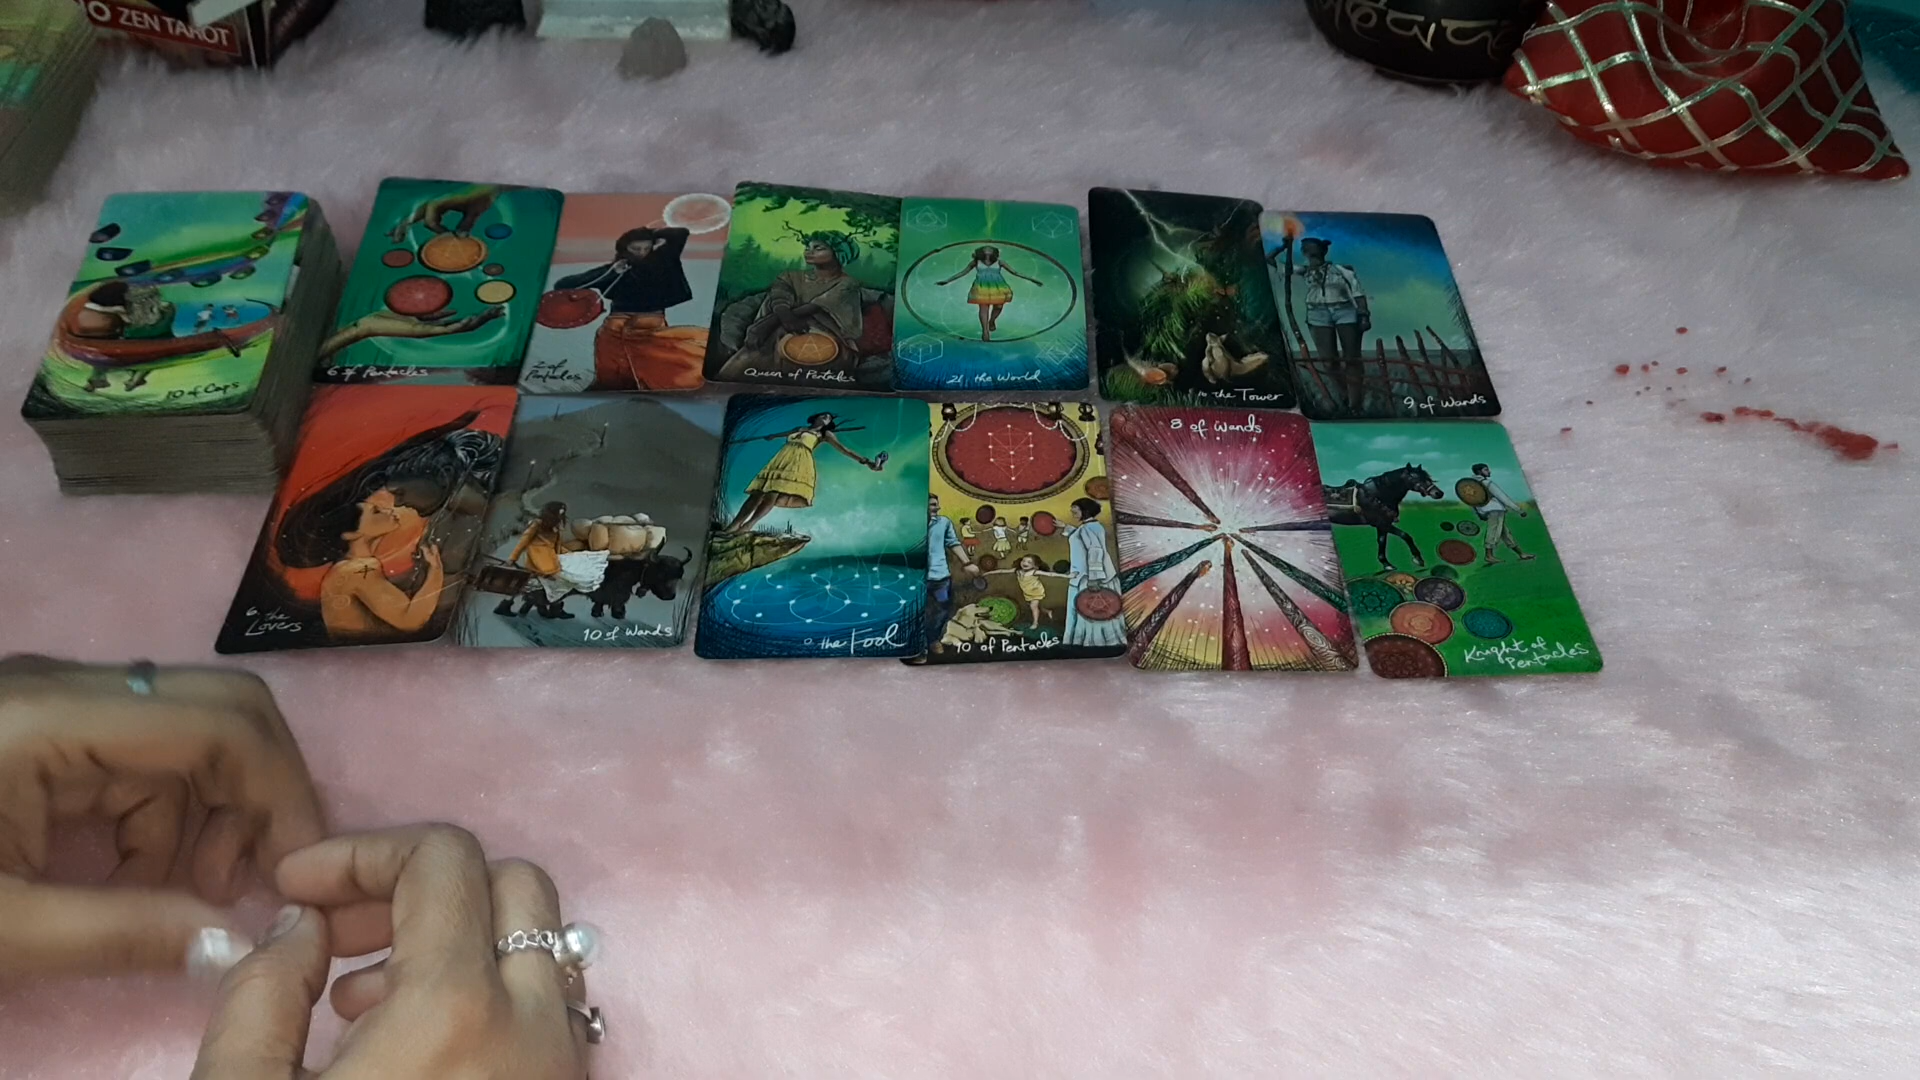 O ZEN TAROT
10 of Cups
6 of Pentacles
2 of
Pentacles
Queen of Pentacles
21 the World
16 the Tower
9 of Wands
6. the
Lovers
10 of Wands
0. the Fool
10 of Pentacles
8 of Wands
Knight of
Pentacles